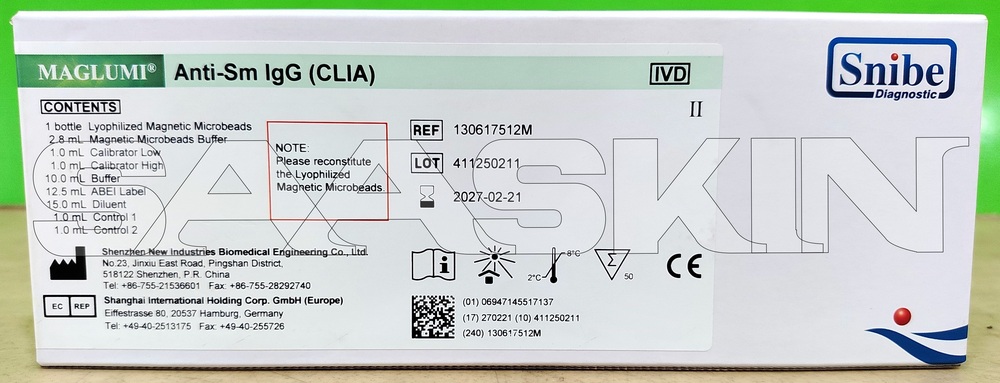 MAGLUMI® Anti-Sm IgG (CLIA)
IVD
Snibe
Diagnostic
II
CONTENTS
1 bottle Lyophilized Magnetic Microbeads
2.8 mL Magnetic Microbeads Buffer
1.0 mL Calibrator Low
1.0 mL Calibrator High
10.0 mL Buffer
12.5 mL ABEI Label
15.0 mL Diluent
1.0 mL Control 1
1.0 mL Control 2
NOTE:
Please reconstitute
the Lyophilized
Magnetic Microbeads
REF 130617512M
LOT 411250211
2027-02-21
SAASKIN
Shenzhen New Industries Biomedical Engineering Co., Ltd.
No.23, Jinxiu East Road, Pingshan District,
518122 Shenzhen, P.R. China
Tel: +86-755-21536601 Fax: +86-755-28292740
EC REP
Shanghai International Holding Corp. GmbH (Europe)
Eiffestrasse 80, 20537 Hamburg, Germany
Tel: +49-40-2513175 Fax: +49-40-255726
i
2°C
8°C
Σ
50
CE
(01) 06947145517137
(17) 270221 (10) 411250211
(240) 130617512M